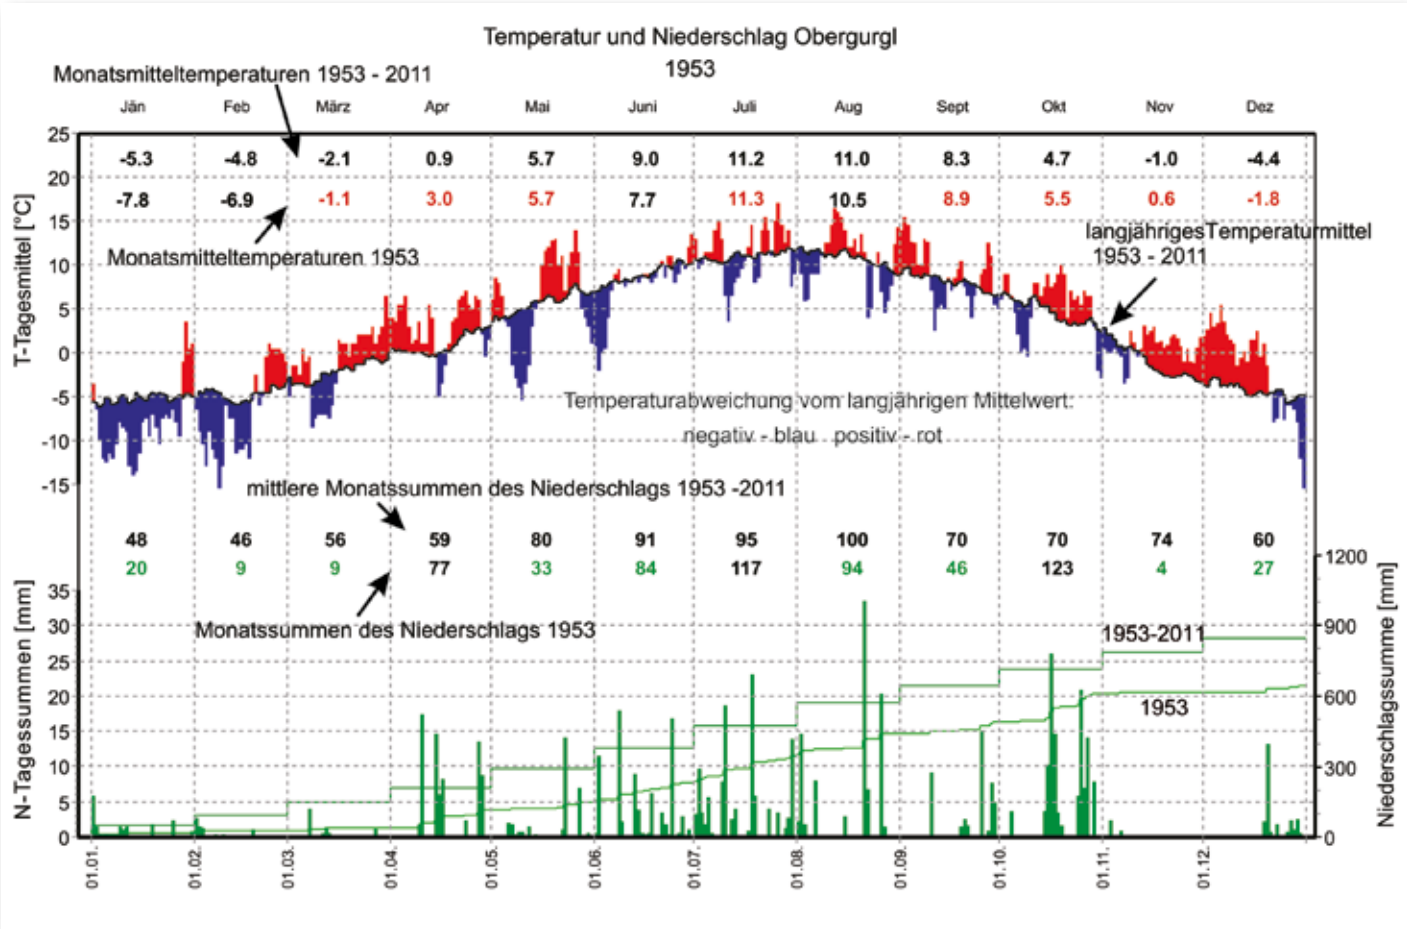 Temperatur und Niederschlag Obergurgl
1953
Monatsmitteltemperaturen 1953 - 2011
Jän Feb März Apr Mai Juni Juli Aug Sept Okt Nov Dez
-5.3 -4.8 -2.1 0.9 5.7 9.0 11.2 11.0 8.3 4.7 -1.0 -4.4
-7.8 -6.9 -1.1 3.0 5.7 7.7 11.3 10.5 8.9 5.5 0.6 -1.8
Monatsmitteltemperaturen 1953
langjährigesTemperaturmittel
1953 - 2011
T-Tagesmittel [°C]
25
20
15
10
5
0
-5
-10
-15
Temperaturabweichung vom langjährigen Mittelwert:
negativ - blau positiv - rot
mittlere Monatssummen des Niederschlags 1953 -2011
48 46 56 59 80 91 95 100 70 70 74 60
20 9 9 77 33 84 117 94 46 123 4 27
Monatssummen des Niederschlags 1953
N-Tagessummen [mm]
35
30
25
20
15
10
5
0
1953-2011
1953
Niederschlagssumme [mm]
1200
900
600
300
0
01.01. 01.02. 01.03. 01.04. 01.05. 01.06. 01.07. 01.08. 01.09. 01.10. 01.11. 01.12.